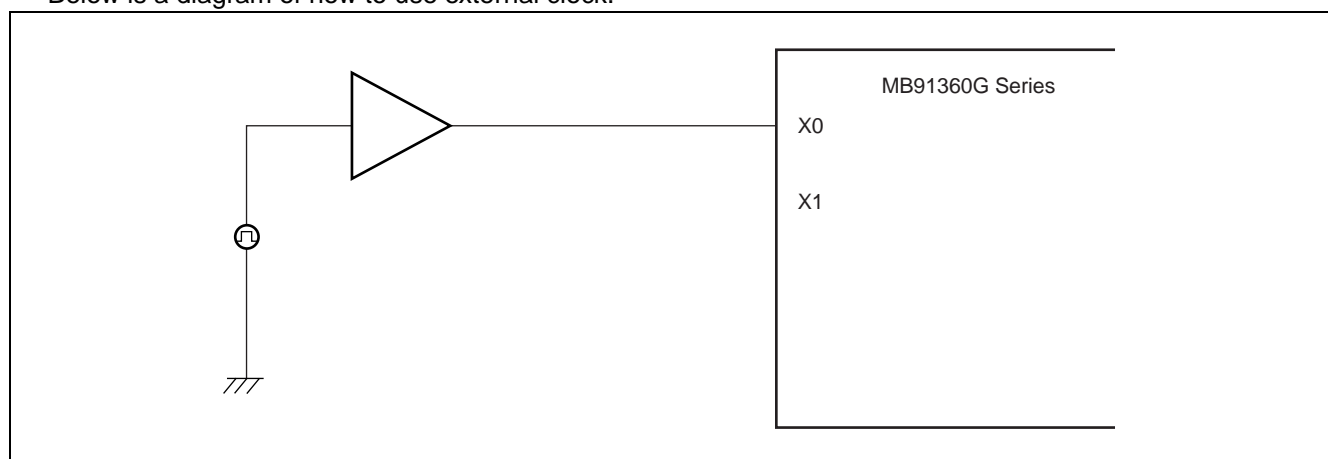 Below is a diagram of how to use external clock.
MB91360G Series
X0
X1